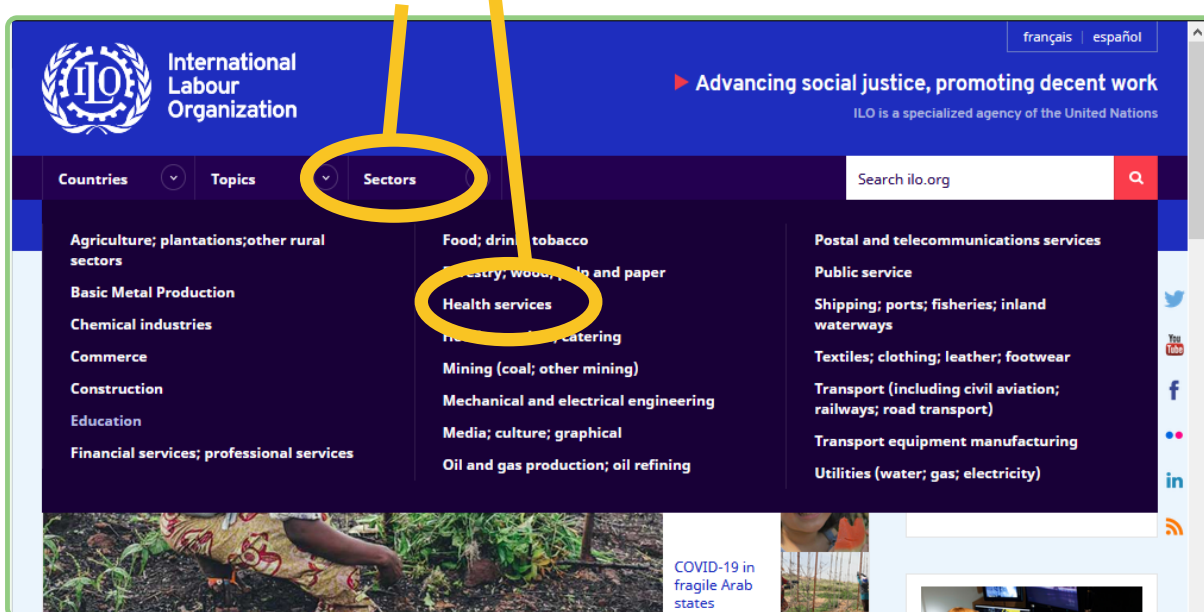 français | español
ILO
International
Labour
Organization
Advancing social justice, promoting decent work
ILO is a specialized agency of the United Nations
Countries
Topics
Sectors
Search ilo.org
Agriculture; plantations;other rural
sectors
Basic Metal Production
Chemical industries
Commerce
Construction
Education
Financial services; professional services
Food; drink; tobacco
Forestry; wood; pulp and paper
Health services
catering
Mining (coal; other mining)
Mechanical and electrical engineering
Media; culture; graphical
Oil and gas production; oil refining
Postal and telecommunications services
Public service
Shipping; ports; fisheries; inland
waterways
Textiles; clothing; leather; footwear
Transport (including civil aviation;
railways; road transport)
Transport equipment manufacturing
Utilities (water; gas; electricity)
You
Tube
in
COVID-19 in
fragile Arab
states